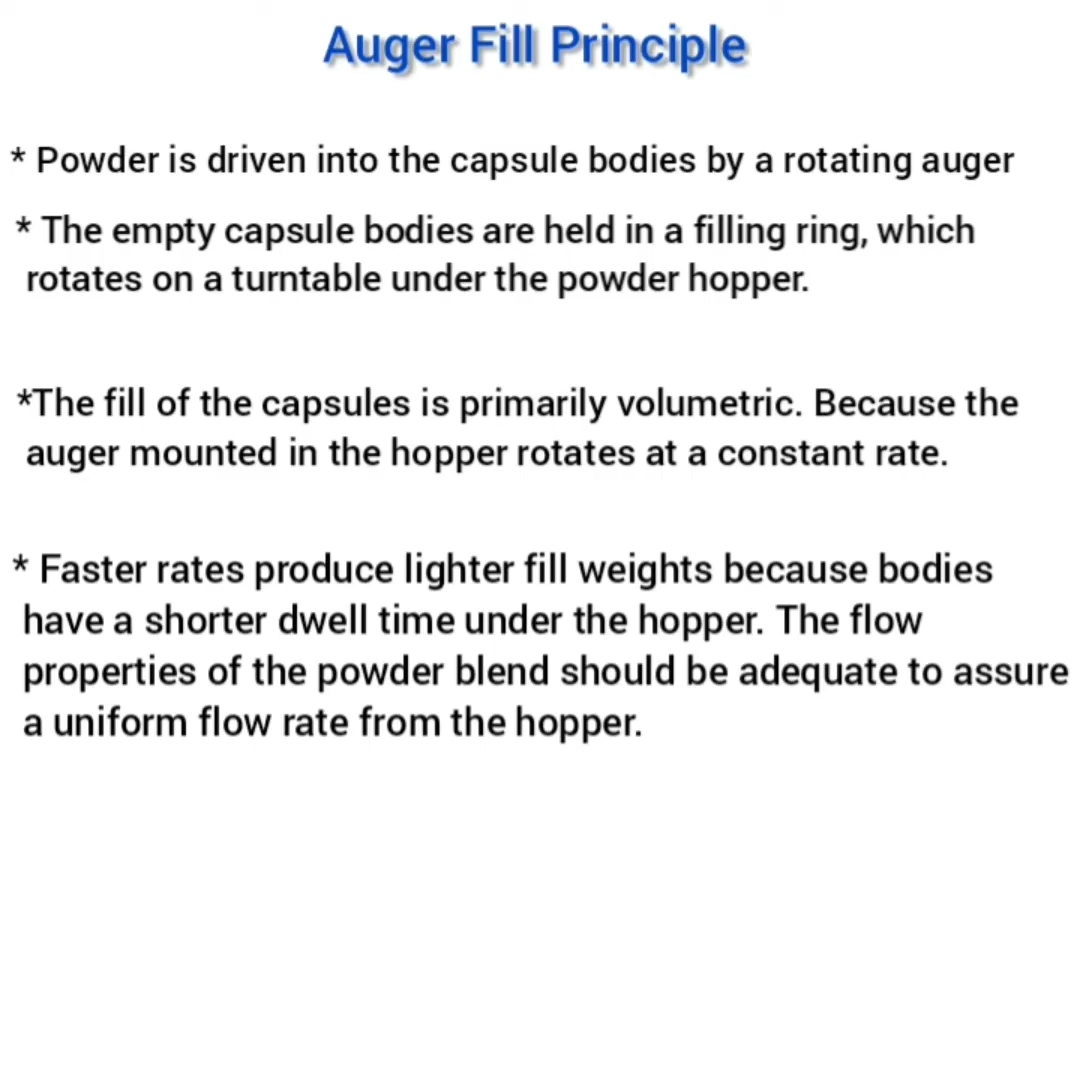 Auger Fill Principle
* Powder is driven into the capsule bodies by a rotating auger
* The empty capsule bodies are held in a filling ring, which
rotates on a turntable under the powder hopper.
*The fill of the capsules is primarily volumetric. Because the
auger mounted in the hopper rotates at a constant rate.
* Faster rates produce lighter fill weights because bodies
have a shorter dwell time under the hopper. The flow
properties of the powder blend should be adequate to assure
a uniform flow rate from the hopper.